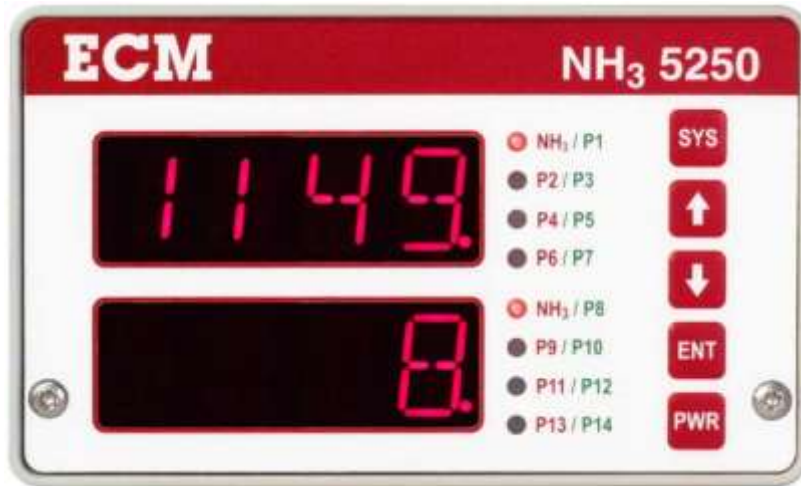 ECM NH₃ 5250
1149.
NH₃ / P1
P2 / P3
P4 / P5
P6 / P7
8.
NH₃ / P8
P9 / P10
P11 / P12
P13 / P14
SYS
ENT
PWR